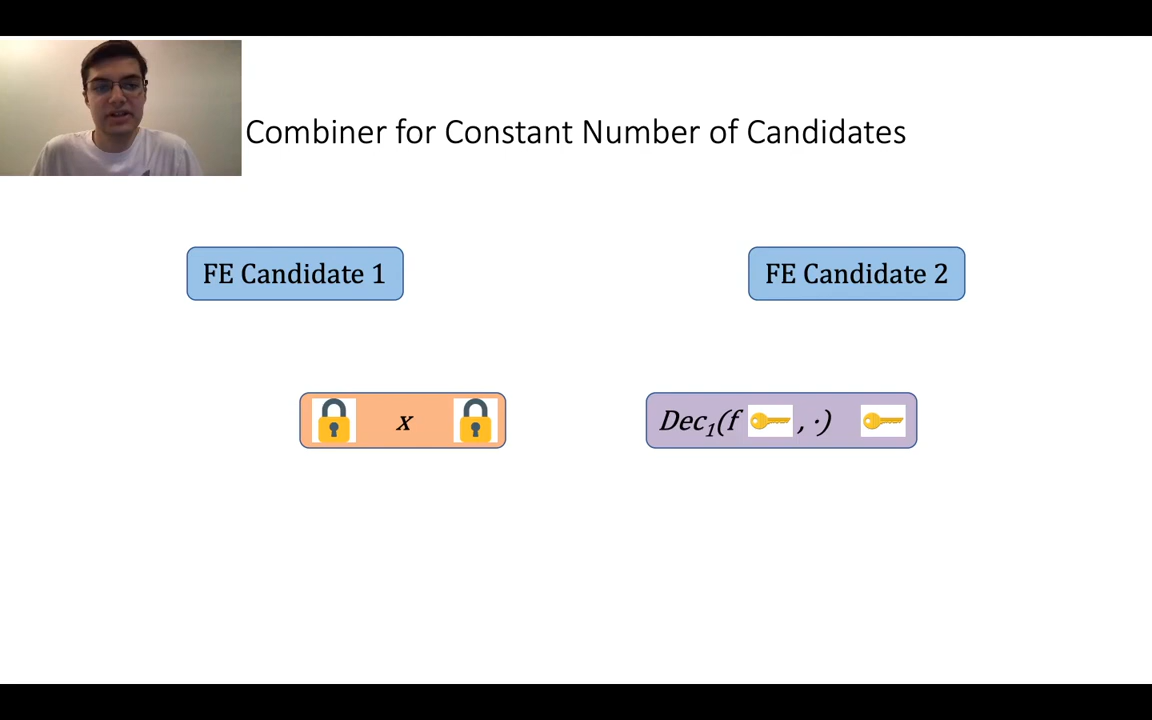 Combiner for Constant Number of Candidates
FE Candidate 1
FE Candidate 2
x
Dec₁(f , ·)